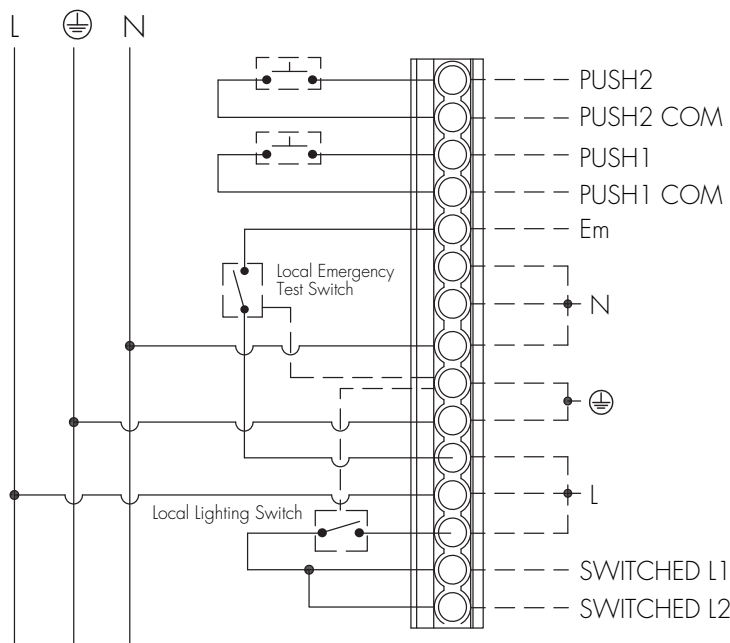 L N
PUSH2
PUSH2 COM
PUSH1
PUSH1 COM
Em
Local Emergency
Test Switch
N
L
Local Lighting Switch
SWITCHED L1
SWITCHED L2